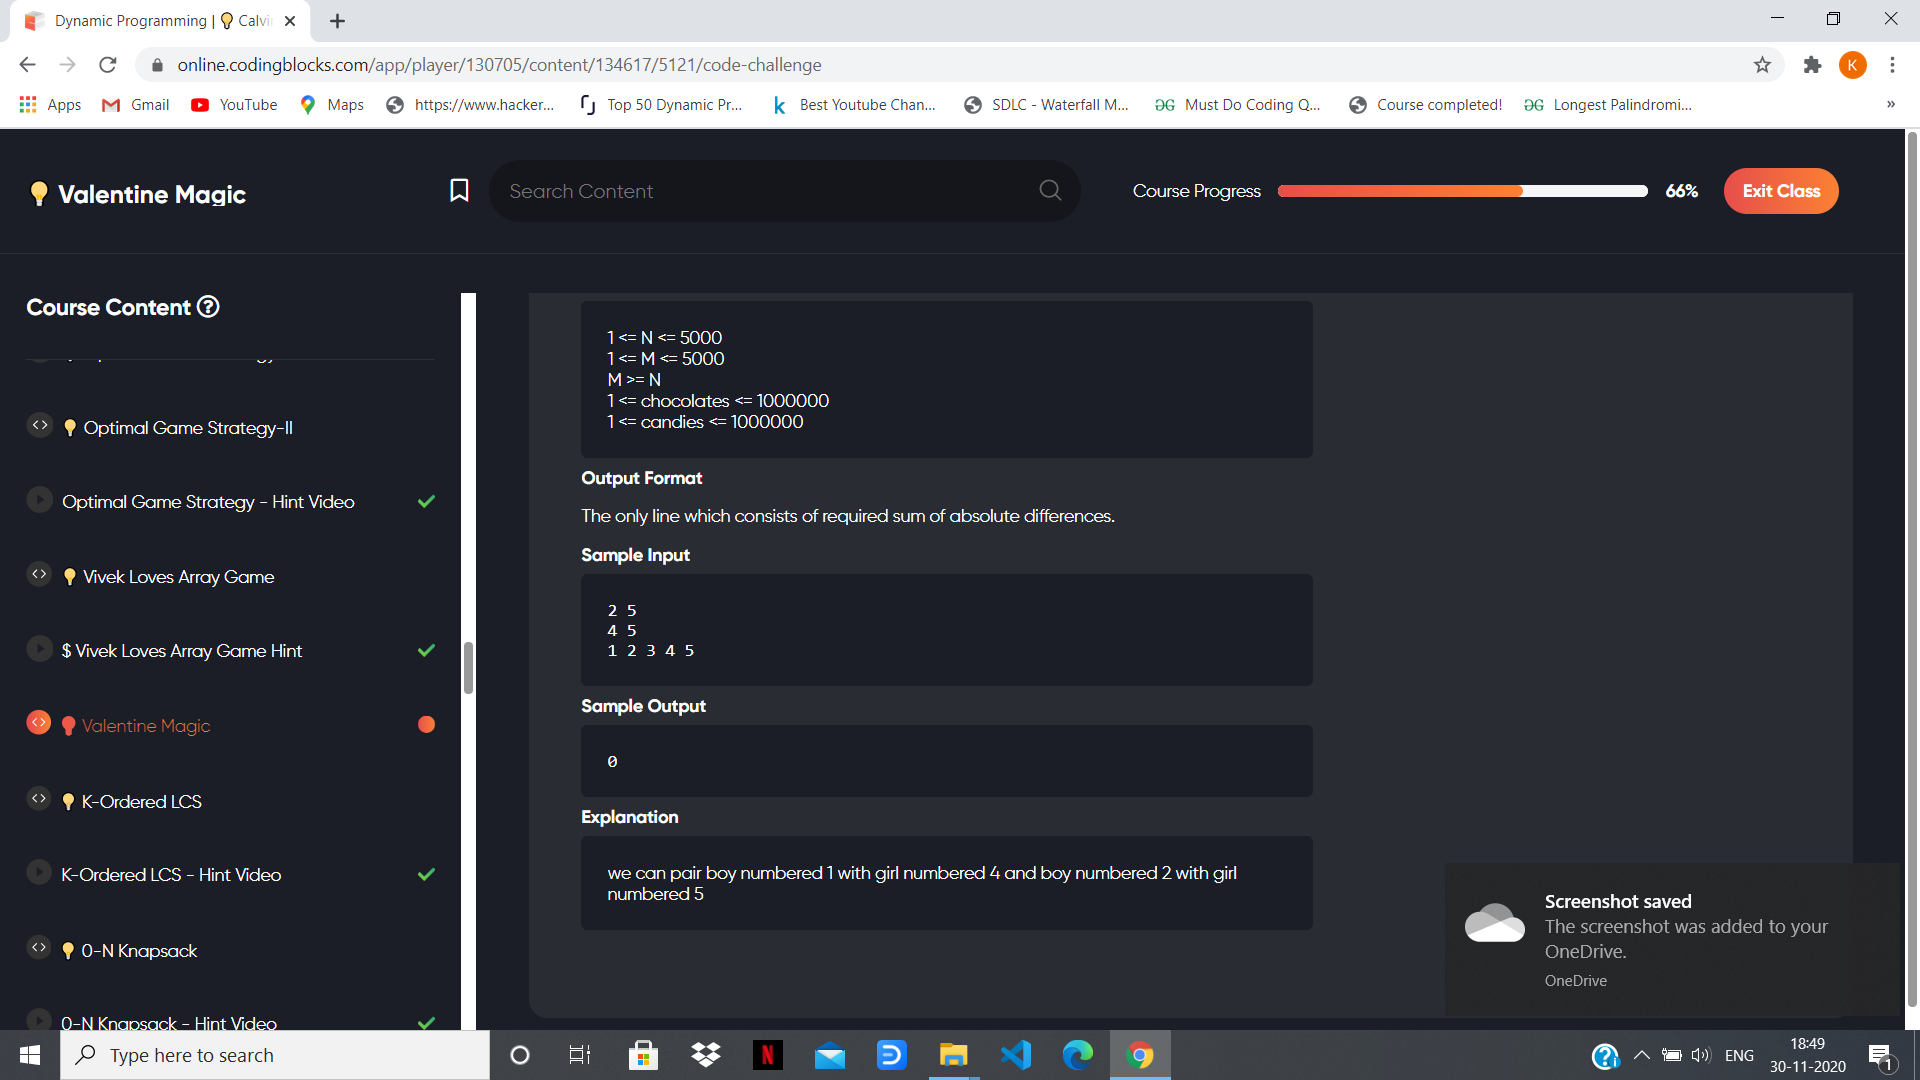 Dynamic Programming | Calvi
online.codingblocks.com/app/player/130705/content/134617/5121/code-challenge
K
Apps
Gmail
YouTube
Maps
https://www.hacker...
Top 50 Dynamic Pr...
Best Youtube Chan...
SDLC - Waterfall M...
Must Do Coding Q...
Course completed!
Longest Palindromi...
»
Valentine Magic
Search Content
Course Progress
66%
Exit Class
Course Content
Optimal Game Strategy-II
Optimal Game Strategy - Hint Video
Vivek Loves Array Game
$ Vivek Loves Array Game Hint
Valentine Magic
K-Ordered LCS
K-Ordered LCS - Hint Video
0-N Knapsack
0-N Knapsack - Hint Video
1 <= N <= 5000
1 <= M <= 5000
M >= N
1 <= chocolates <= 1000000
1 <= candies <= 1000000
Output Format
The only line which consists of required sum of absolute differences.
Sample Input
2 5
4 5
1 2 3 4 5
Sample Output
0
Explanation
we can pair boy numbered 1 with girl numbered 4 and boy numbered 2 with girl
numbered 5
Screenshot saved
The screenshot was added to your
OneDrive.
OneDrive
Type here to search
ENG
18:49
30-11-2020
1